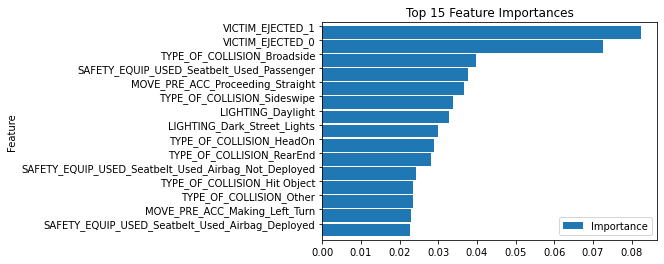 Top 15 Feature Importances
VICTIM_EJECTED_1
VICTIM_EJECTED_0
TYPE_OF_COLLISION_Broadside
SAFETY_EQUIP_USED_Seatbelt_Used_Passenger
MOVE_PRE_ACC_Proceeding_Straight
TYPE_OF_COLLISION_Sideswipe
LIGHTING_Daylight
LIGHTING_Dark_Street_Lights
TYPE_OF_COLLISION_HeadOn
TYPE_OF_COLLISION_RearEnd
SAFETY_EQUIP_USED_Seatbelt_Used_Airbag_Not_Deployed
TYPE_OF_COLLISION_Hit Object
TYPE_OF_COLLISION_Other
MOVE_PRE_ACC_Making_Left_Turn
SAFETY_EQUIP_USED_Seatbelt_Used_Airbag_Deployed
Feature
Importance
0.00 0.01 0.02 0.03 0.04 0.05 0.06 0.07 0.08